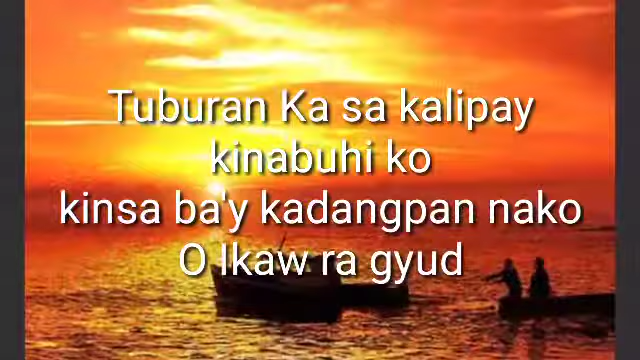 Tuburan Ka sa kalipay
kinabuhi ko
kinsa ba'y kadangpan nako
O Ikaw ra gyud